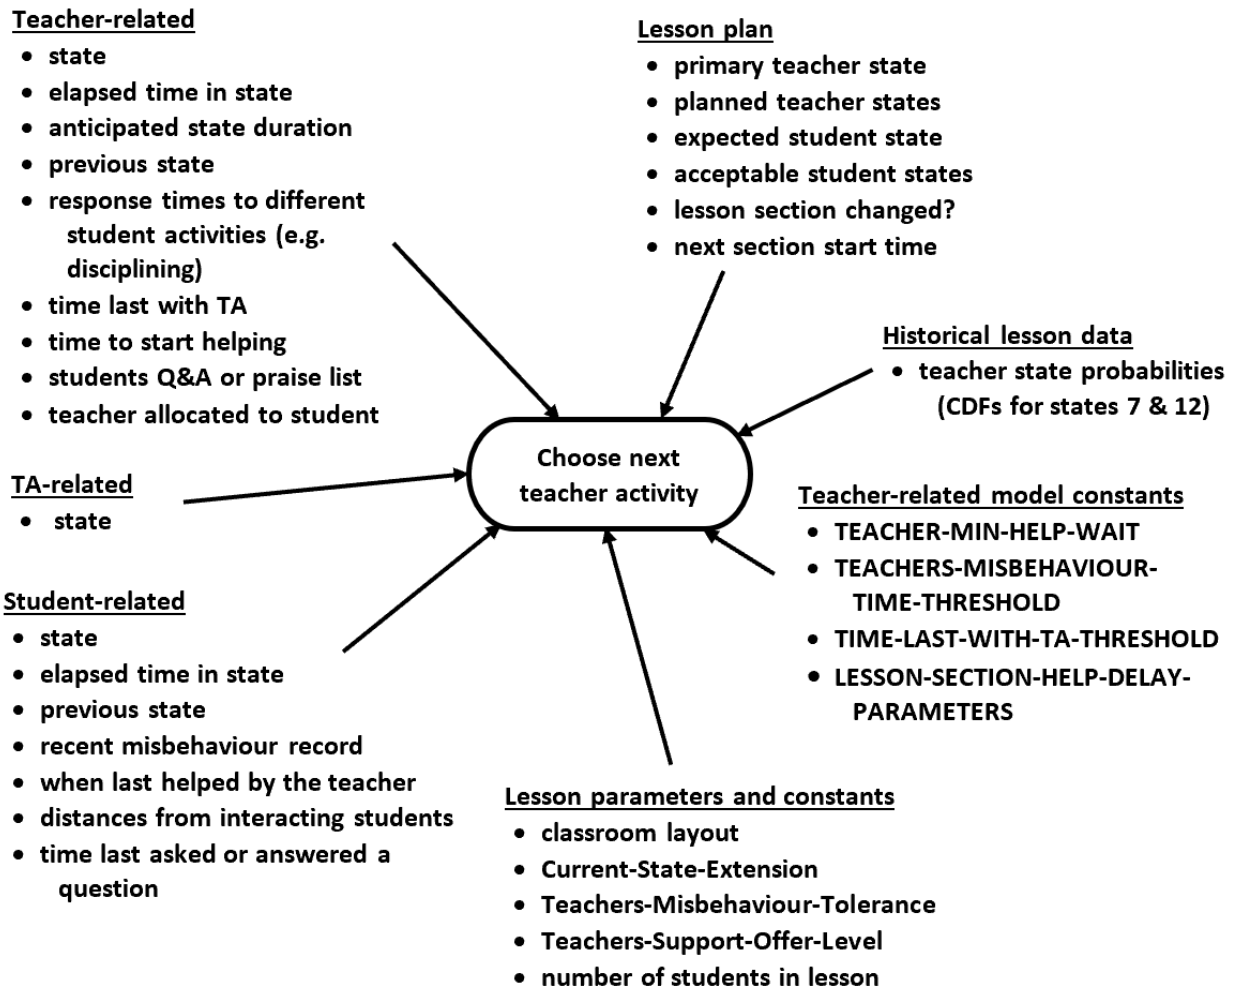 Teacher-related
• state
• elapsed time in state
• anticipated state duration
• previous state
• response times to different
student activities (e.g.
disciplining)
• time last with TA
• time to start helping
• students Q&A or praise list
• teacher allocated to student
Lesson plan
• primary teacher state
• planned teacher states
• expected student state
• acceptable student states
• lesson section changed?
• next section start time
Historical lesson data
• teacher state probabilities
(CDFs for states 7 & 12)
Choose next
teacher activity
TA-related
• state
Teacher-related model constants
• TEACHER-MIN-HELP-WAIT
• TEACHERS-MISBEHAVIOUR-
TIME-THRESHOLD
• TIME-LAST-WITH-TA-THRESHOLD
• LESSON-SECTION-HELP-DELAY-
PARAMETERS
Student-related
• state
• elapsed time in state
• previous state
• recent misbehaviour record
• when last helped by the teacher
• distances from interacting students
• time last asked or answered a
question
Lesson parameters and constants
• classroom layout
• Current-State-Extension
• Teachers-Misbehaviour-Tolerance
• Teachers-Support-Offer-Level
• number of students in lesson